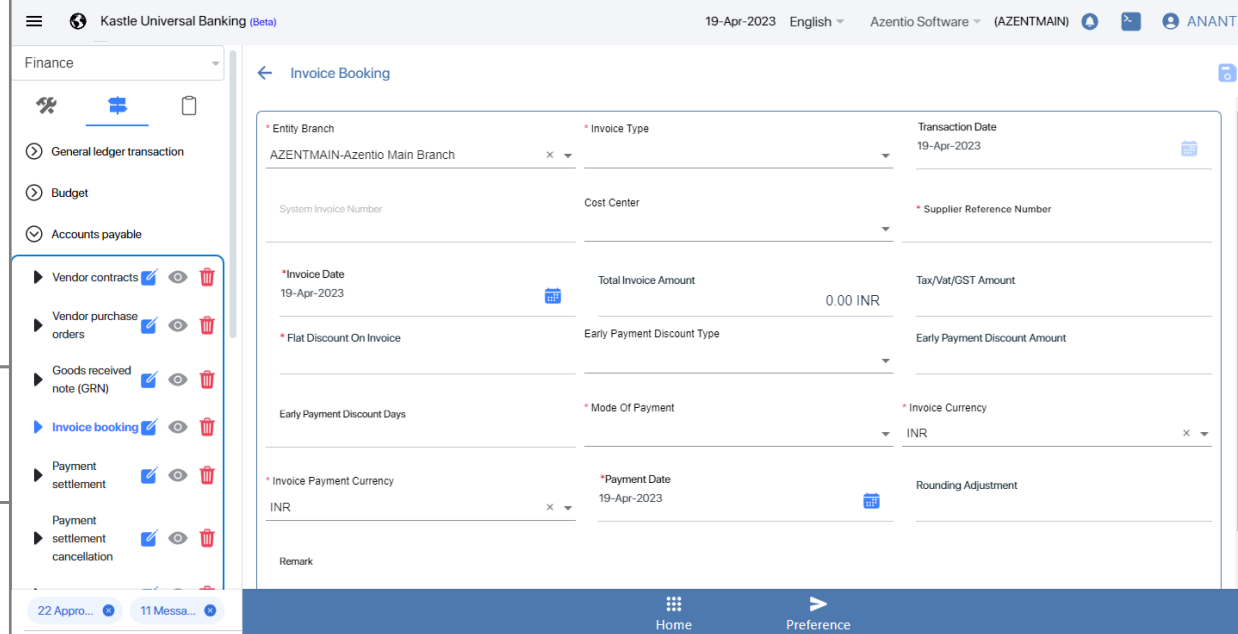 Kastle Universal Banking (Beta)
19-Apr-2023 English Azentio Software (AZENTMAIN) ANANT
Finance
General ledger transaction
Budget
Accounts payable
Vendor contracts
Vendor purchase
orders
Goods received
note (GRN)
Invoice booking
Payment
settlement
Payment
settlement
cancellation
22 Appro...
11 Messa...
Invoice Booking
* Entity Branch
AZENTMAIN-Azentio Main Branch
* Invoice Type
Transaction Date
19-Apr-2023
System Invoice Number
Cost Center
* Supplier Reference Number
*Invoice Date
19-Apr-2023
Total Invoice Amount
0.00 INR
Tax/Vat/GST Amount
* Flat Discount On Invoice
Early Payment Discount Type
Early Payment Discount Amount
Early Payment Discount Days
* Mode Of Payment
* Invoice Currency
INR
* Invoice Payment Currency
INR
*Payment Date
19-Apr-2023
Rounding Adjustment
Remark
Home
Preference